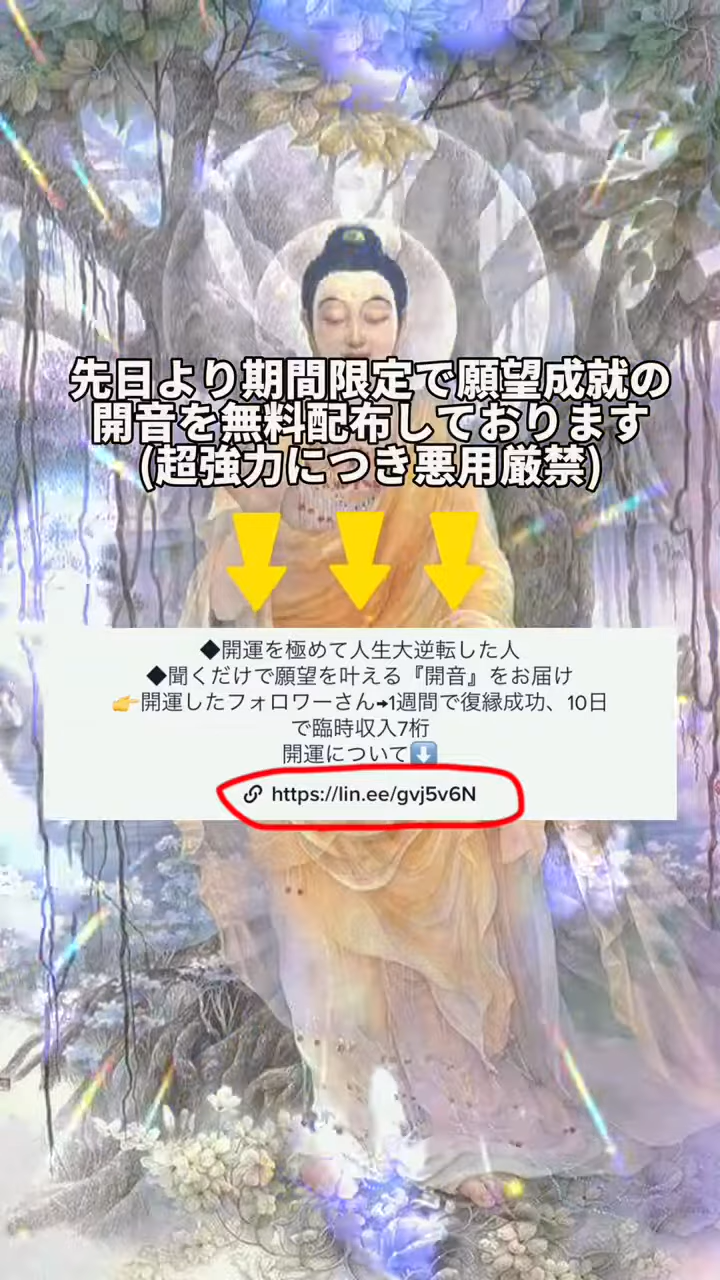 先日より期間限定で願望成就の
開音を無料配布しております
(超強力につき悪用厳禁)
◆開運を極めて人生大逆転した人
◆聞くだけで願望を叶える『開音』をお届け
👉開運したフォロワーさん➡1週間で復縁成功、10日
で臨時収入7桁
開運について⬇️
https://lin.ee/gvj5v6N